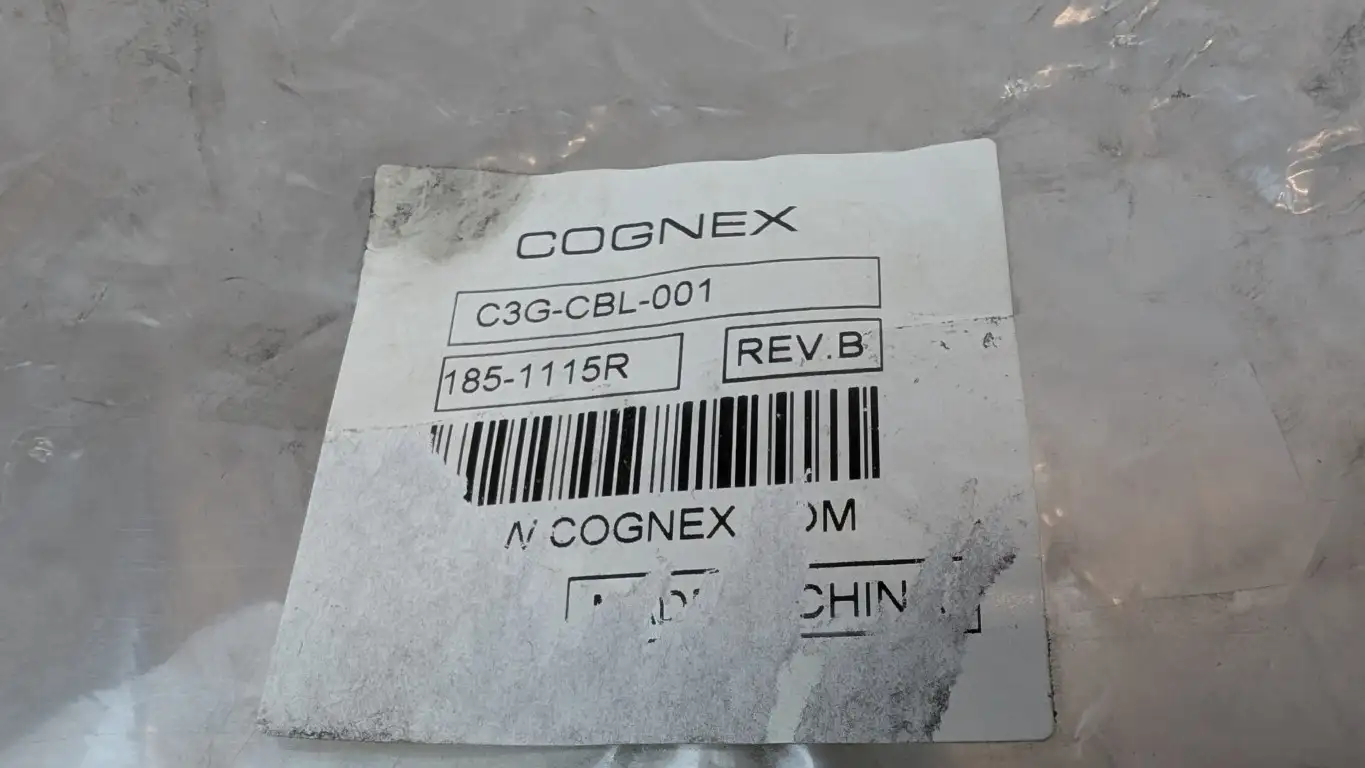 COGNEX
C3G-CBL-001
185-1115R
REV.B
COGNEX